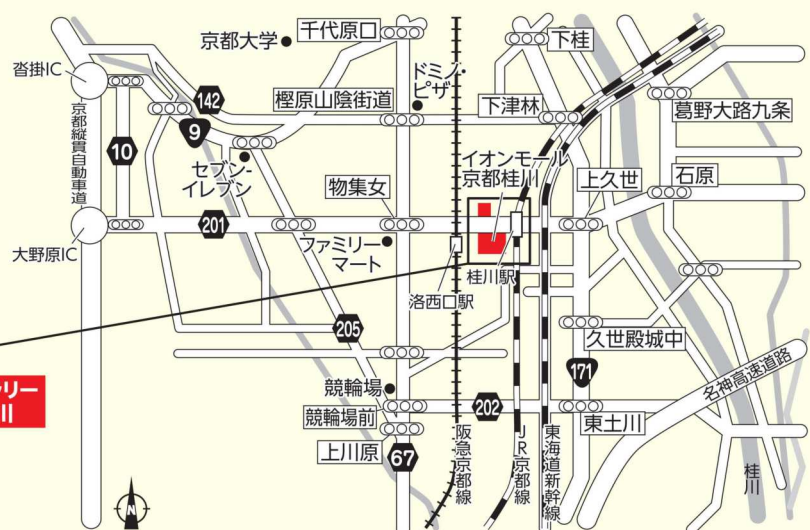 京都大学
千代原口
下桂
沓掛IC
142
樫原山陰街道
ドミノ・
ピザ
下津林
葛野大路九条
京都縦貫自動車道
10
9
セブン-
イレブン
物集女
イオンモール
京都桂川
上久世
石原
201
大野原IC
ファミリー
マート
洛西口駅
桂川駅
205
久世殿城中
171
名神高速道路
ャリー
川
競輪場
競輪場前
202
東土川
上川原
67
阪急京都線
JR京都線
東海道新幹線
桂川
N